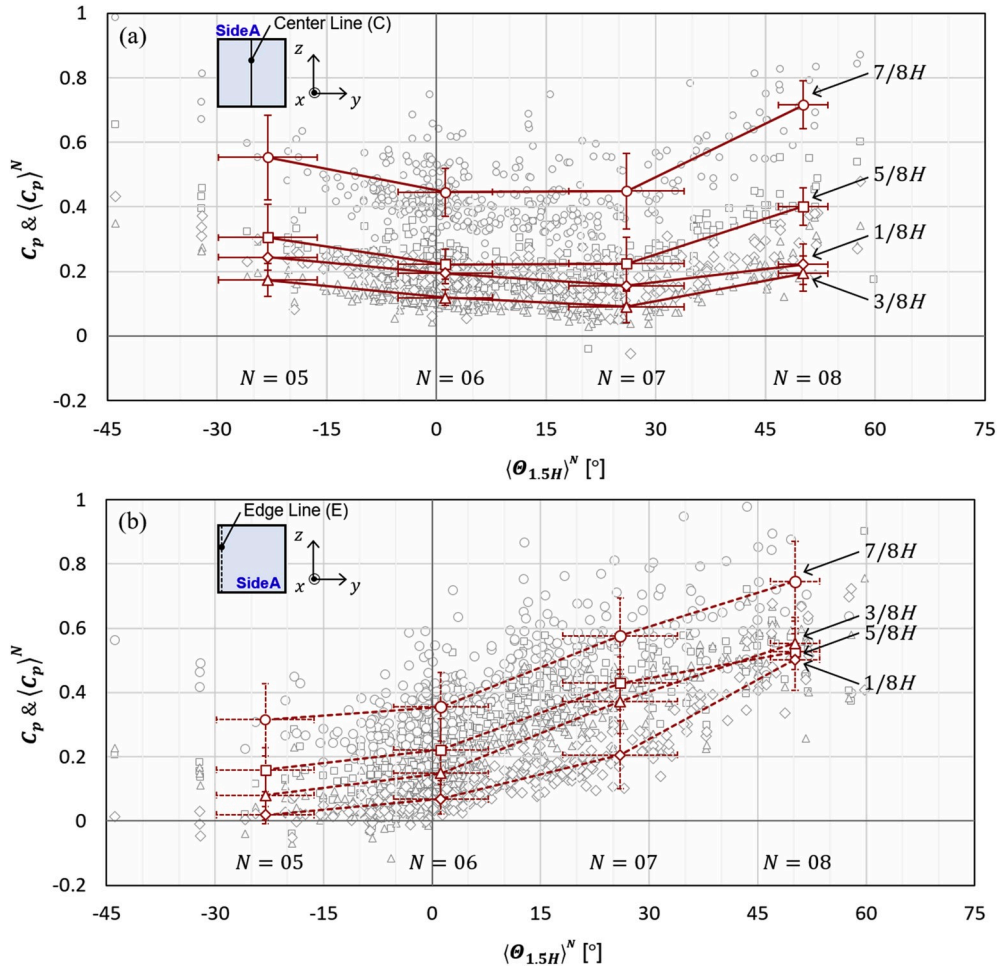 (a)
SideA
Center Line (C)
z
x
y
1
0.8
0.6
0.4
0.2
0
-0.2
C_p & ⟨C_p⟩^N
7/8H
5/8H
1/8H
3/8H
N = 05
N = 06
N = 07
N = 08
-45
-30
-15
0
15
30
45
60
75
⟨Θ_1.5H⟩^N [°]
(b)
Edge Line (E)
SideA
z
x
y
1
0.8
0.6
0.4
0.2
0
-0.2
C_p & ⟨C_p⟩^N
7/8H
3/8H
5/8H
1/8H
N = 05
N = 06
N = 07
N = 08
-45
-30
-15
0
15
30
45
60
75
⟨Θ_1.5H⟩^N [°]